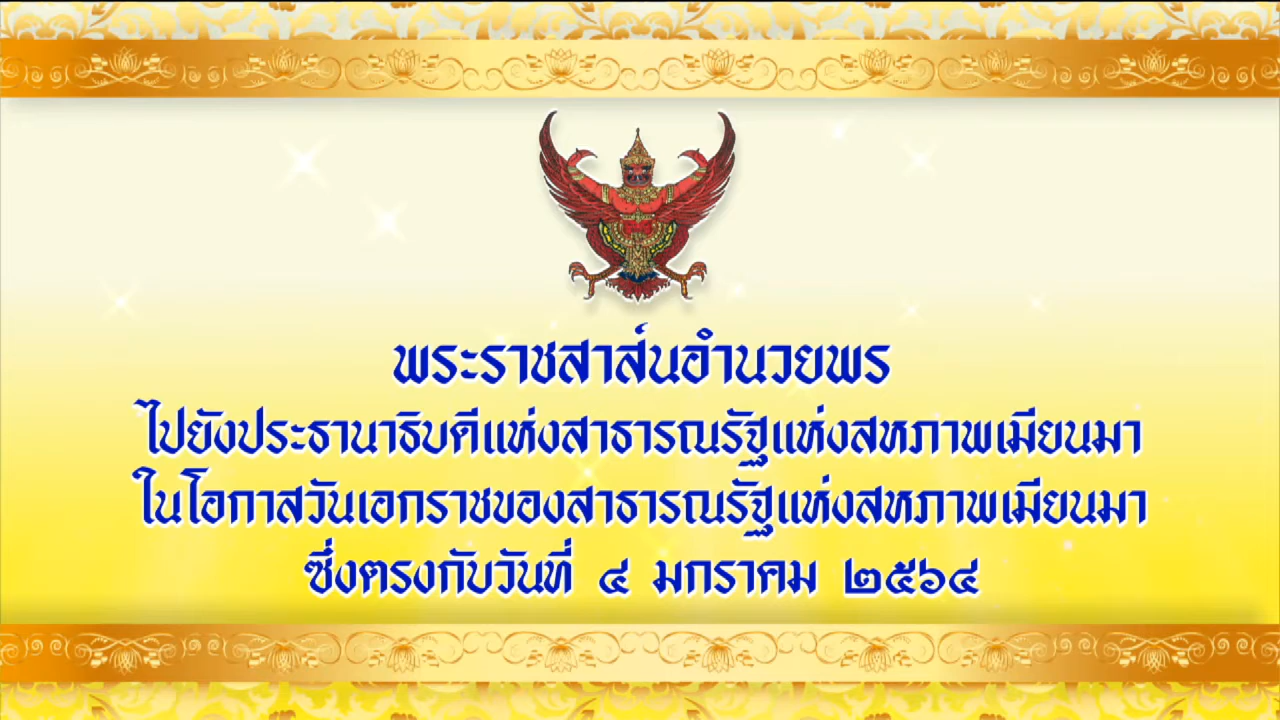 พระราชสาส์นอำนวยพร
ไปยังประธานาธิบดีแห่งสาธารณรัฐแห่งสหภาพเมียนมา
ในโอกาสวันเอกราชของสาธารณรัฐแห่งสหภาพเมียนมา
ซึ่งตรงกับวันที่ ๔ มกราคม ๒๕๖๔